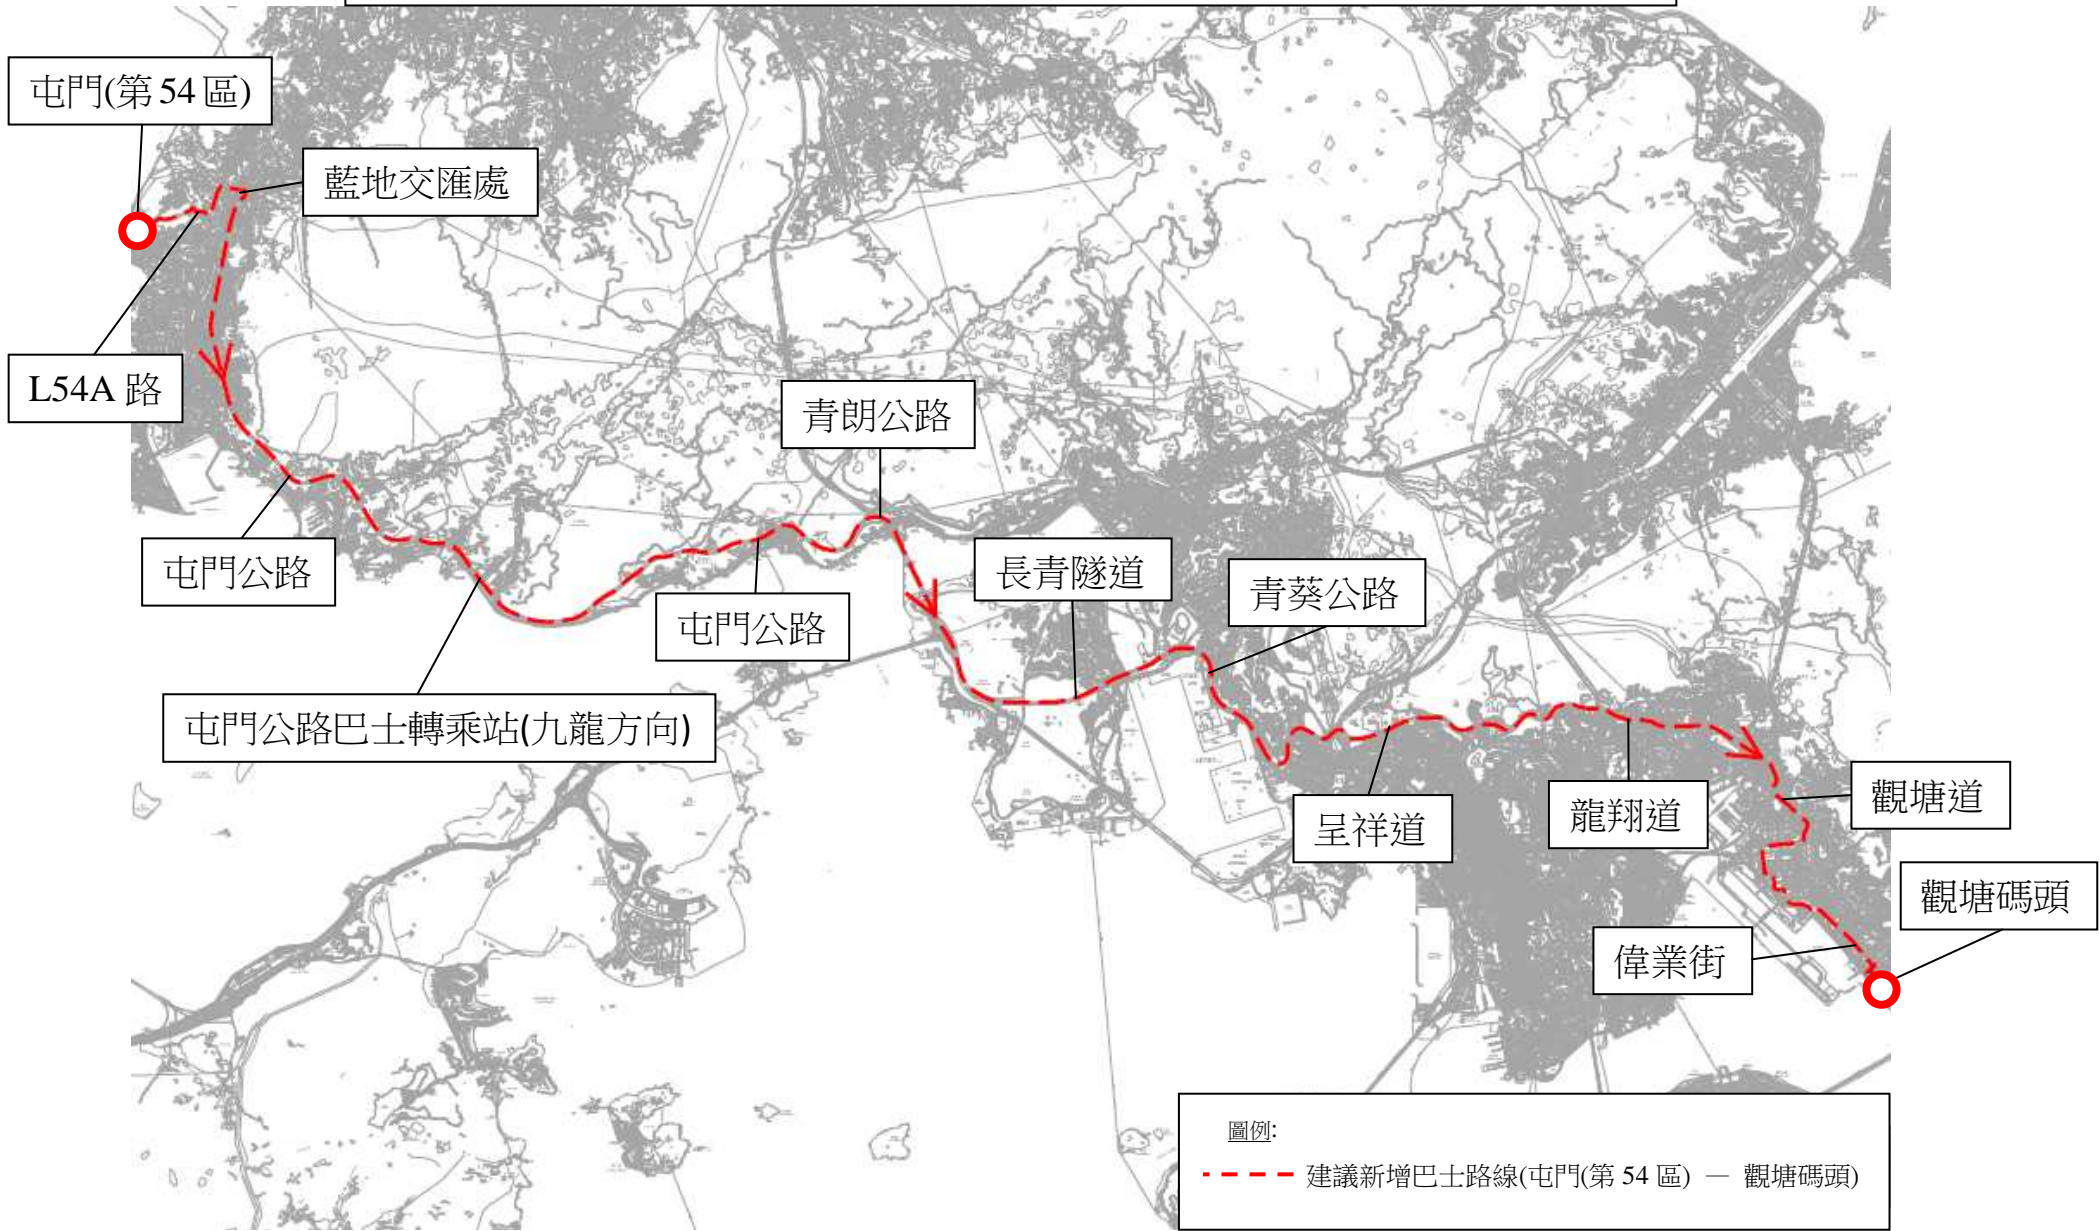 屯門(第 54 區)
藍地交匯處
L54A 路
青朗公路
屯門公路
長青隧道
青葵公路
屯門公路
屯門公路巴士轉乘站(九龍方向)
呈祥道
龍翔道
觀塘道
觀塘碼頭
偉業街
圖例:
建議新增巴士路線(屯門(第 54 區) — 觀塘碼頭)